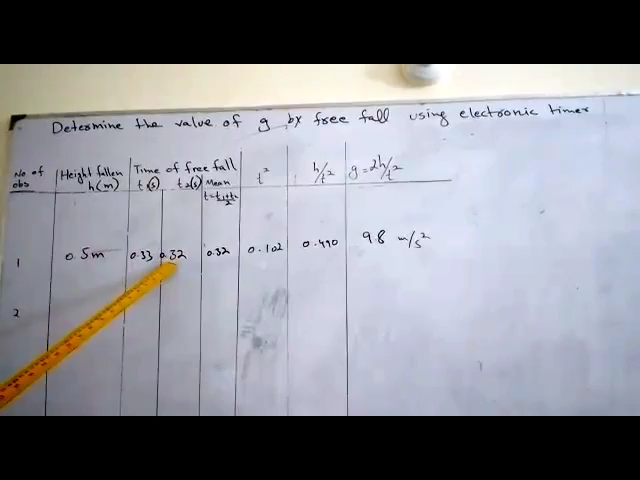 Determine the value of g by free fall using electronic timer
No of obs
Height fallen h(m)
Time of free fall
t₁(s) t₂(s) Mean t=t₁+t₂/2
t²
h/t²
g=2h/t²
1 0.5m 0.33 0.32 0.32 0.102 0.490 9.8 m/s²
2